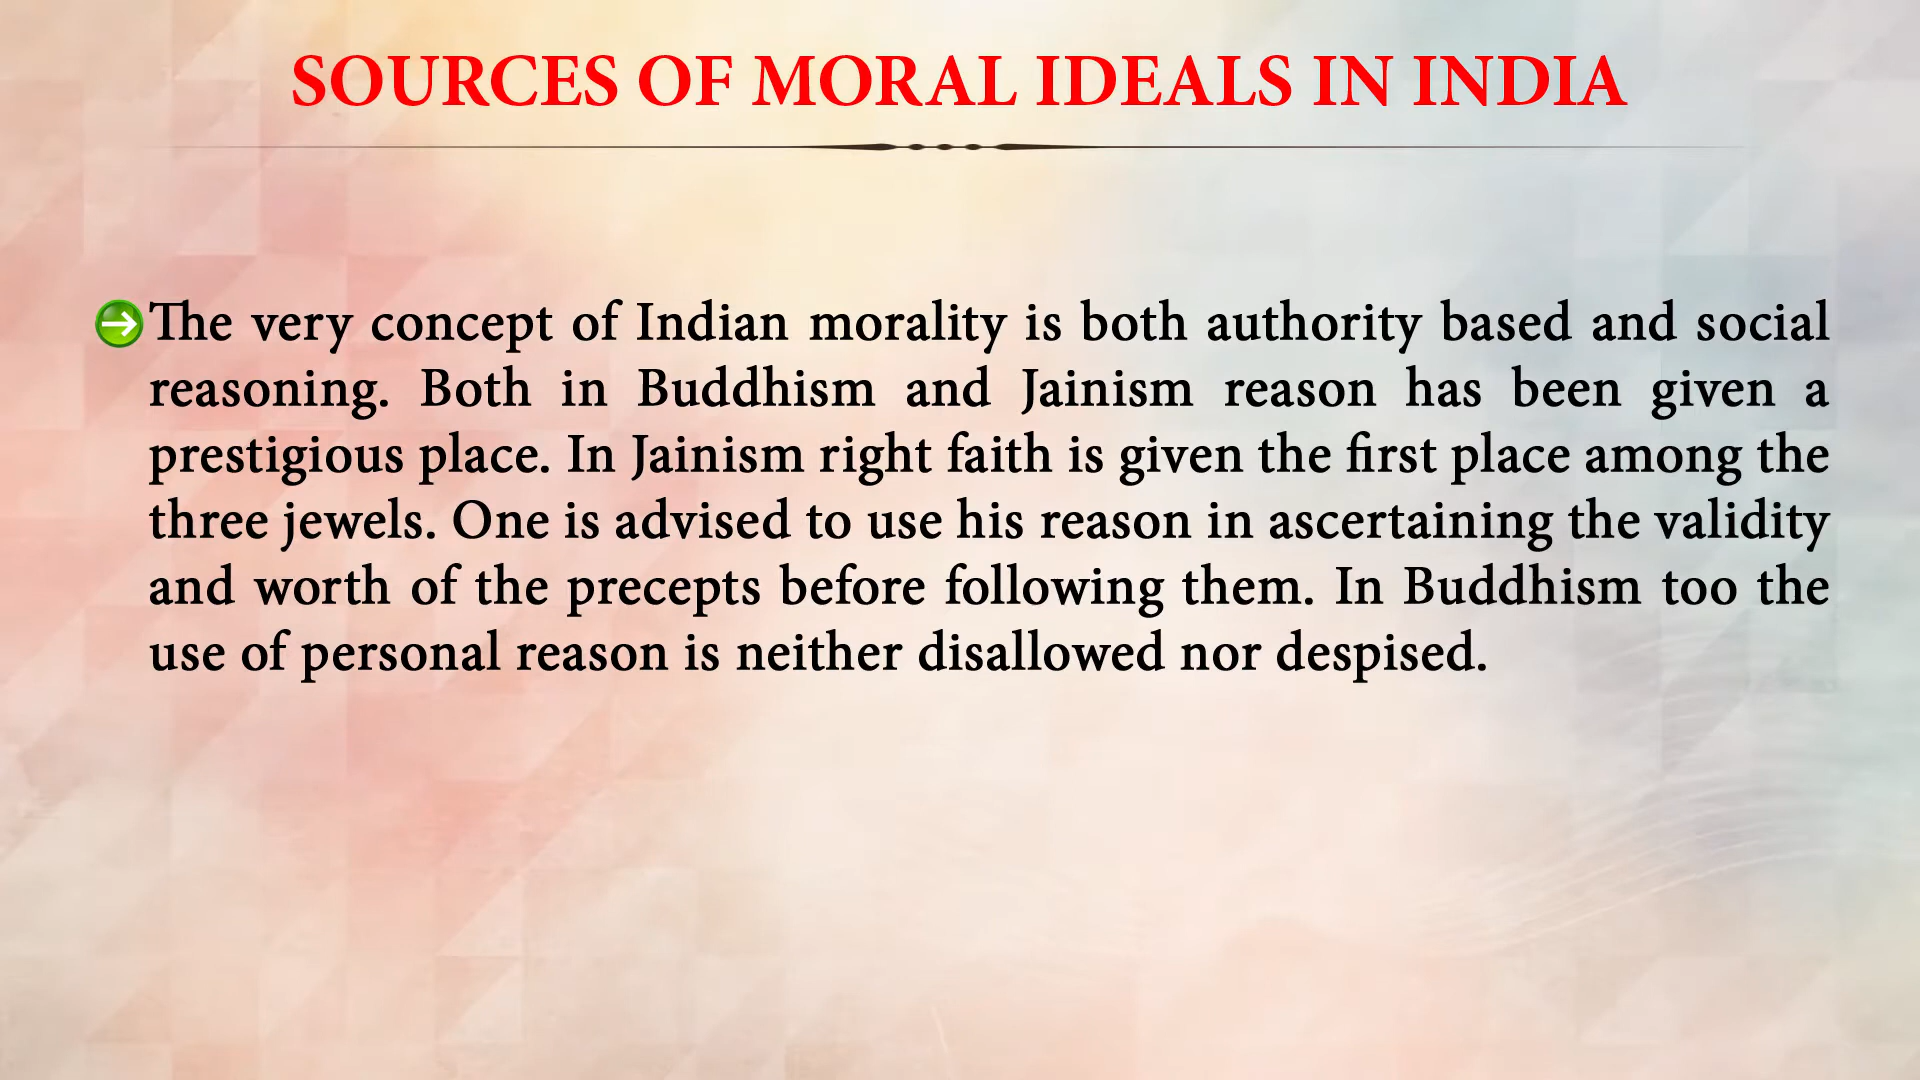 SOURCES OF MORAL IDEALS IN INDIA
The very concept of Indian morality is both authority based and social
reasoning. Both in Buddhism and Jainism reason has been given a
prestigious place. In Jainism right faith is given the first place among the
three jewels. One is advised to use his reason in ascertaining the validity
and worth of the precepts before following them. In Buddhism too the
use of personal reason is neither disallowed nor despised.